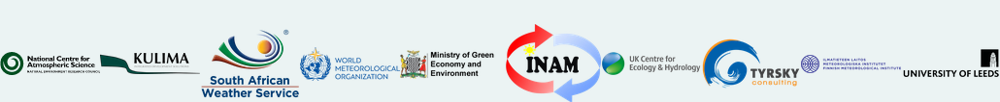 National Centre for
Atmospheric Science
NATURAL ENVIRONMENT RESEARCH COUNCIL
KULIMA
®
South African
Weather Service
WORLD
METEOROLOGICAL
ORGANIZATION
Ministry of Green
Economy and
Environment
INAM
UK Centre for
Ecology & Hydrology
TYRSKY
consulting
ILMATIETEEN LAITOS
METEOROLOGISKA INSTITUTET
FINNISH METEOROLOGICAL INSTITUTE
UNIVERSITY OF LEEDS